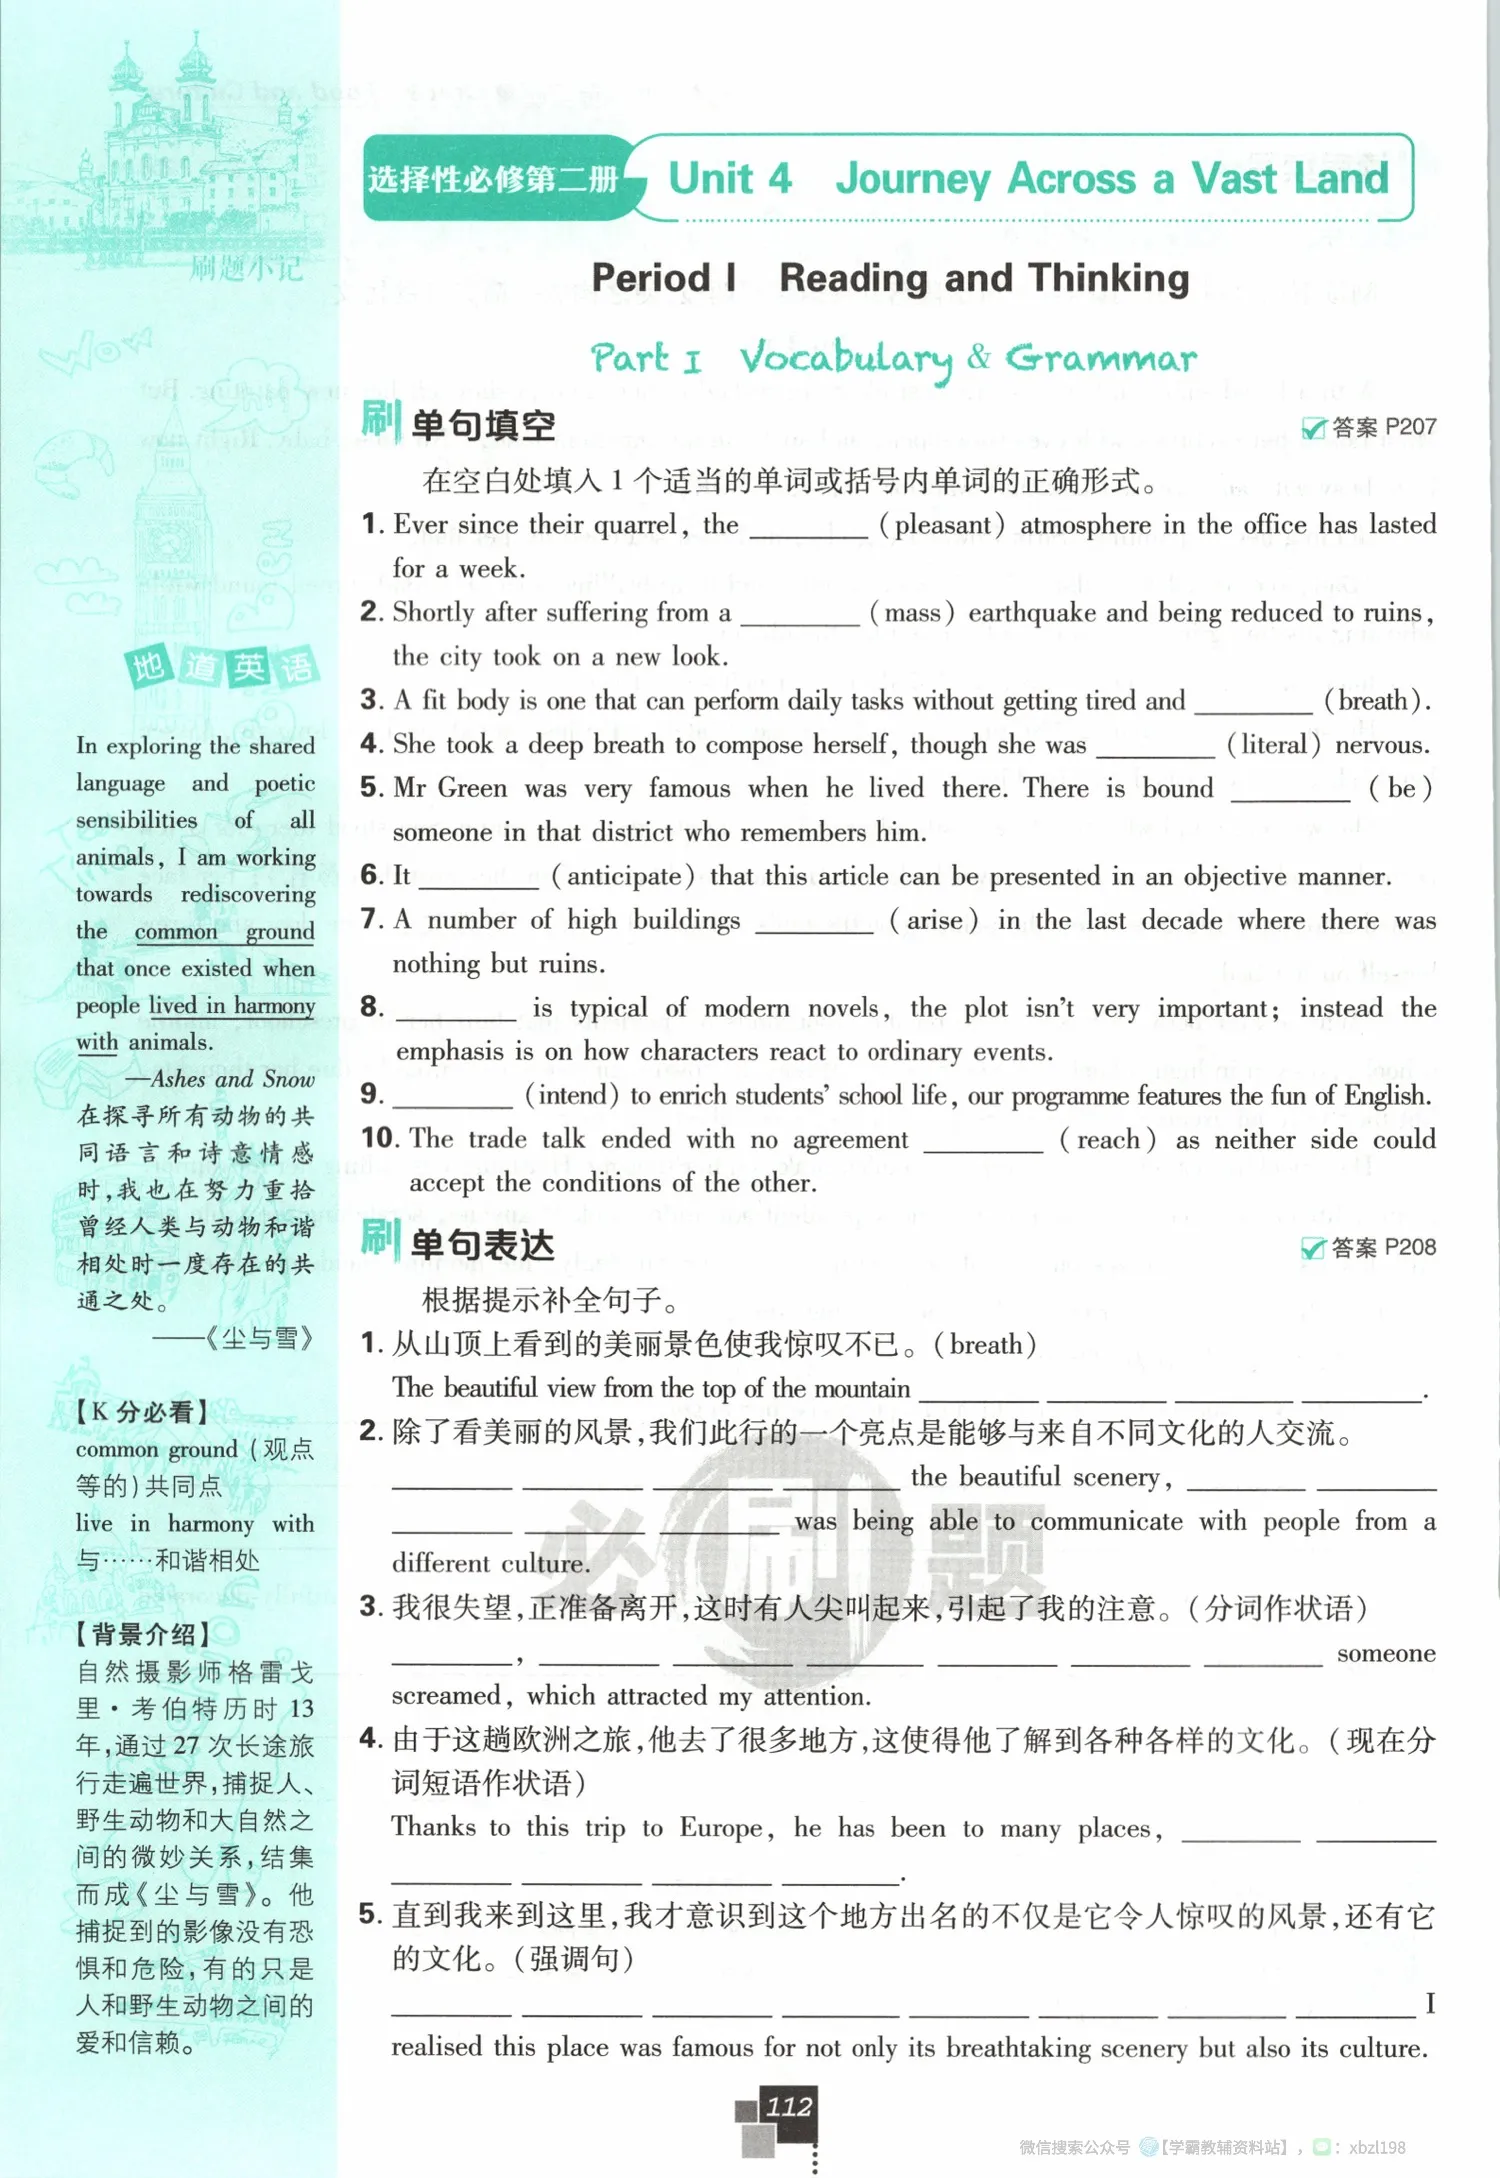 选择性必修第二册 Unit 4 Journey Across a Vast Land
Period I Reading and Thinking
Part I Vocabulary & Grammar
刷 单句填空 答案 P207
在空白处填入 1 个适当的单词或括号内单词的正确形式。
1. Ever since their quarrel, the ________ (pleasant) atmosphere in the office has lasted
for a week.
2. Shortly after suffering from a ________ (mass) earthquake and being reduced to ruins,
the city took on a new look.
3. A fit body is one that can perform daily tasks without getting tired and ________ (breath).
4. She took a deep breath to compose herself, though she was ________ (literal) nervous.
5. Mr Green was very famous when he lived there. There is bound ________ (be)
someone in that district who remembers him.
6. It ________ (anticipate) that this article can be presented in an objective manner.
7. A number of high buildings ________ (arise) in the last decade where there was
nothing but ruins.
8. ________ is typical of modern novels, the plot isn't very important; instead the
emphasis is on how characters react to ordinary events.
9. ________ (intend) to enrich students' school life, our programme features the fun of English.
10. The trade talk ended with no agreement ________ (reach) as neither side could
accept the conditions of the other.
刷 单句表达 答案 P208
根据提示补全句子。
1. 从山顶上看到的美丽景色使我惊叹不已。(breath)
The beautiful view from the top of the mountain ________ ________ ________ ________.
2. 除了看美丽的风景,我们此行的一个亮点是能够与来自不同文化的人交流。
________ ________ ________ ________ the beautiful scenery, ________ ________
________ ________ ________ was being able to communicate with people from a
different culture.
3. 我很失望,正准备离开,这时有人尖叫起来,引起了我的注意。(分词作状语)
________, ________ ________ ________ ________ ________ ________ someone
screamed, which attracted my attention.
4. 由于这趟欧洲之旅,他去了很多地方,这使得他了解到各种各样的文化。(现在分
词短语作状语)
Thanks to this trip to Europe, he has been to many places, ________ ________
________ ________ ________ ________.
5. 直到我来到这里,我才意识到这个地方出名的不仅是它令人惊叹的风景,还有它
的文化。(强调句)
________ ________ ________ ________ ________ ________ ________ ________ I
realised this place was famous for not only its breathtaking scenery but also its culture.
刷题小记
地道英语
In exploring the shared
language and poetic
sensibilities of all
animals, I am working
towards rediscovering
the common ground
that once existed when
people lived in harmony
with animals.
—Ashes and Snow
在探寻所有动物的共
同语言和诗意情感
时,我也在努力重拾
曾经人类与动物和谐
相处时一度存在的共
通之处。
——《尘与雪》
【K 分必看】
common ground (观点
等的)共同点
live in harmony with
与……和谐相处
【背景介绍】
自然摄影师格雷戈
里·考伯特历时 13
年,通过 27 次长途旅
行走遍世界,捕捉人、
野生动物和大自然之
间的微妙关系,结集
而成《尘与雪》。他
捕捉到的影像没有恐
惧和危险,有的只是
人和野生动物之间的
爱和信赖。
必刷题
112
微信搜索公众号 【学霸教辅资料站】, : xbzl198